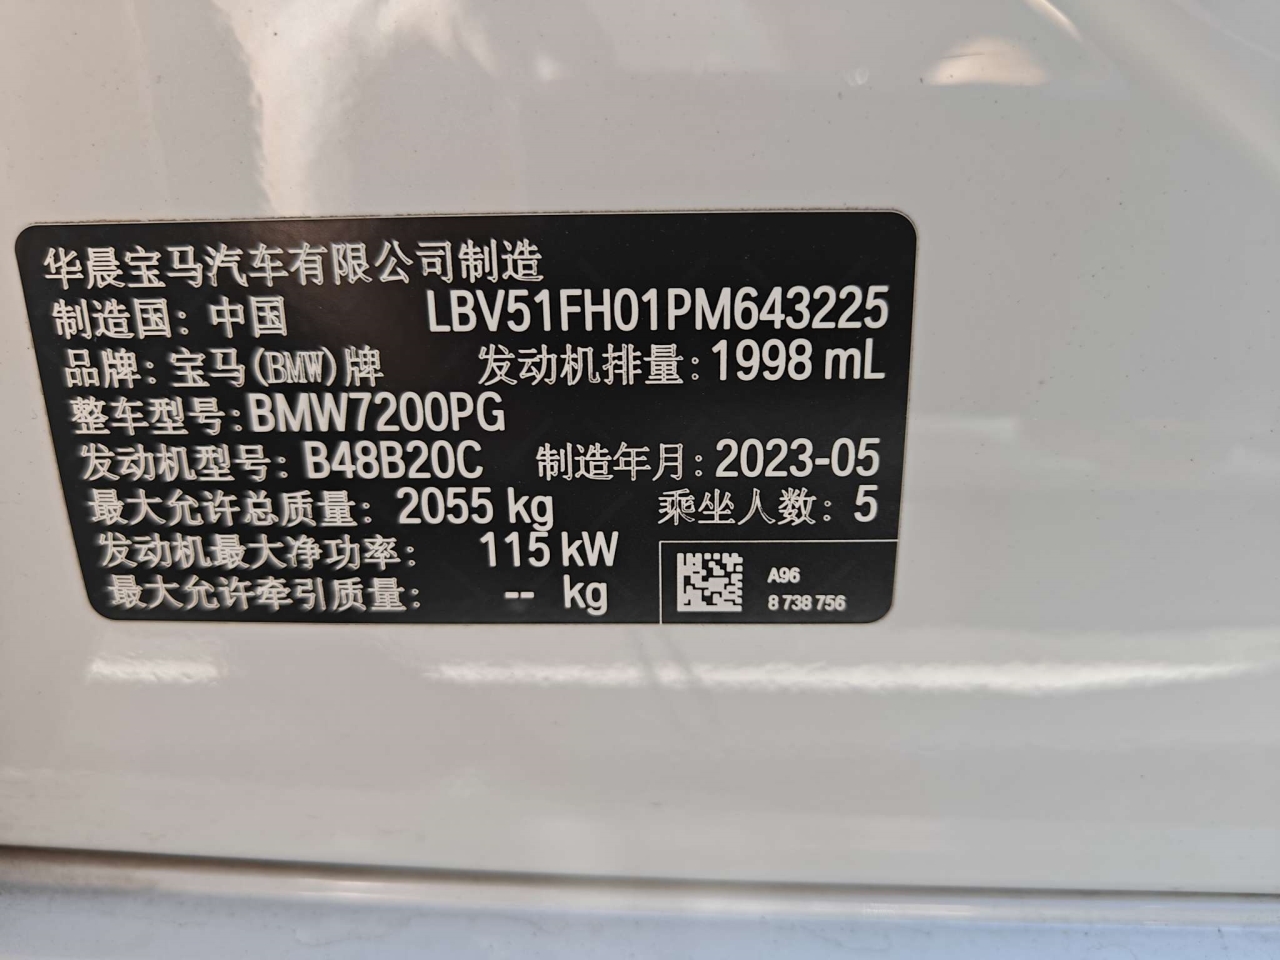 华晨宝马汽车有限公司制造
制造国：中国 LBV51FH01PM643225
品牌：宝马(BMW)牌 发动机排量：1998 mL
整车型号：BMW7200PG
发动机型号：B48B20C 制造年月：2023-05
最大允许总质量：2055 kg 乘坐人数：5
发动机最大净功率：115 kW
最大允许牵引质量：-- kg
A96
8 738 756